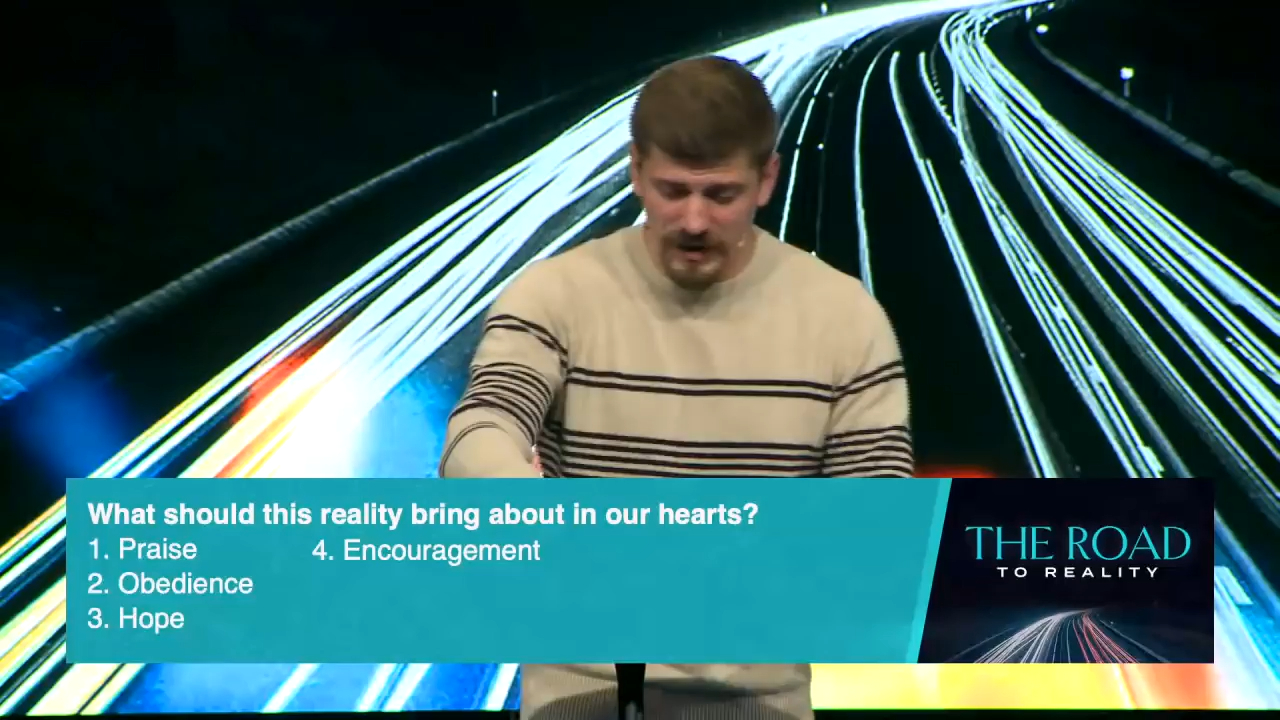 What should this reality bring about in our hearts?
1. Praise
2. Obedience
3. Hope
4. Encouragement
THE ROAD
TO REALITY